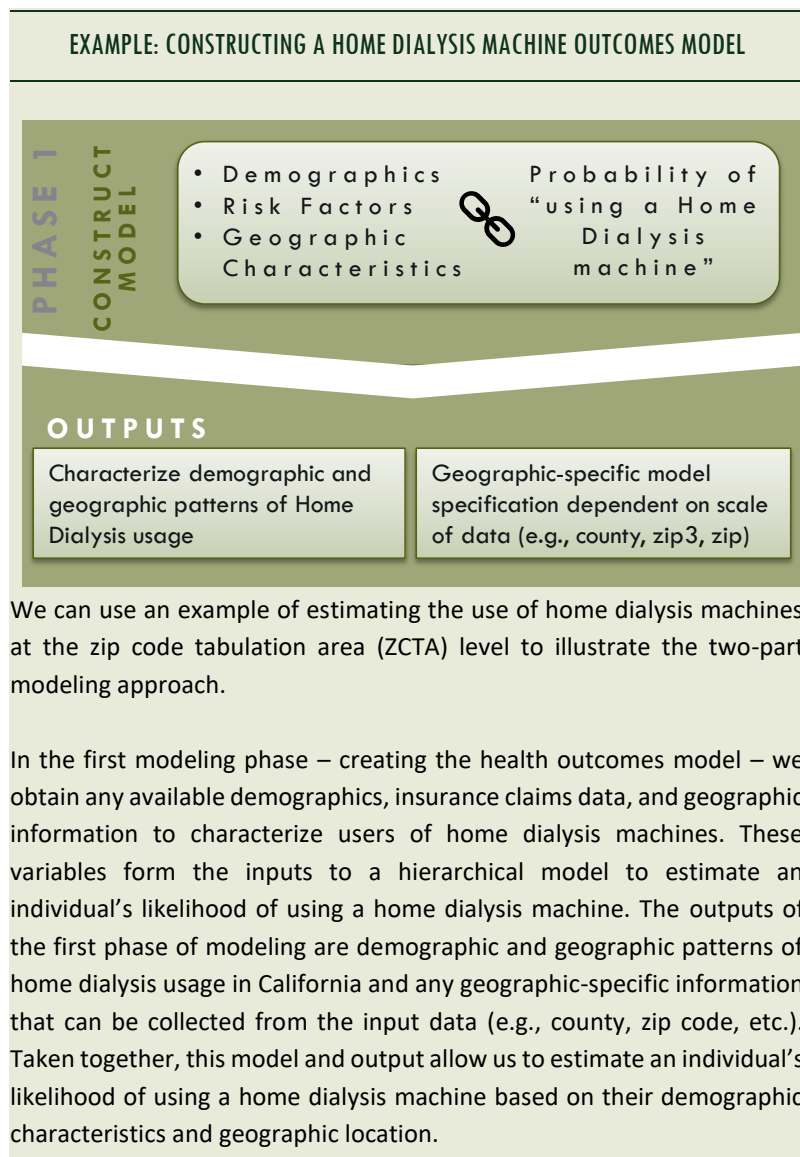 EXAMPLE: CONSTRUCTING A HOME DIALYSIS MACHINE OUTCOMES MODEL
PHASE 1
CONSTRUCT
MODEL
• Demographics
• Risk Factors
• Geographic
Characteristics
Probability of
“using a Home
Dialysis
machine”
OUTPUTS
Characterize demographic and
geographic patterns of Home
Dialysis usage
Geographic-specific model
specification dependent on scale
of data (e.g., county, zip3, zip)
We can use an example of estimating the use of home dialysis machines
at the zip code tabulation area (ZCTA) level to illustrate the two-part
modeling approach.
In the first modeling phase – creating the health outcomes model – we
obtain any available demographics, insurance claims data, and geographic
information to characterize users of home dialysis machines. These
variables form the inputs to a hierarchical model to estimate an
individual’s likelihood of using a home dialysis machine. The outputs of
the first phase of modeling are demographic and geographic patterns of
home dialysis usage in California and any geographic-specific information
that can be collected from the input data (e.g., county, zip code, etc.).
Taken together, this model and output allow us to estimate an individual’s
likelihood of using a home dialysis machine based on their demographic
characteristics and geographic location.